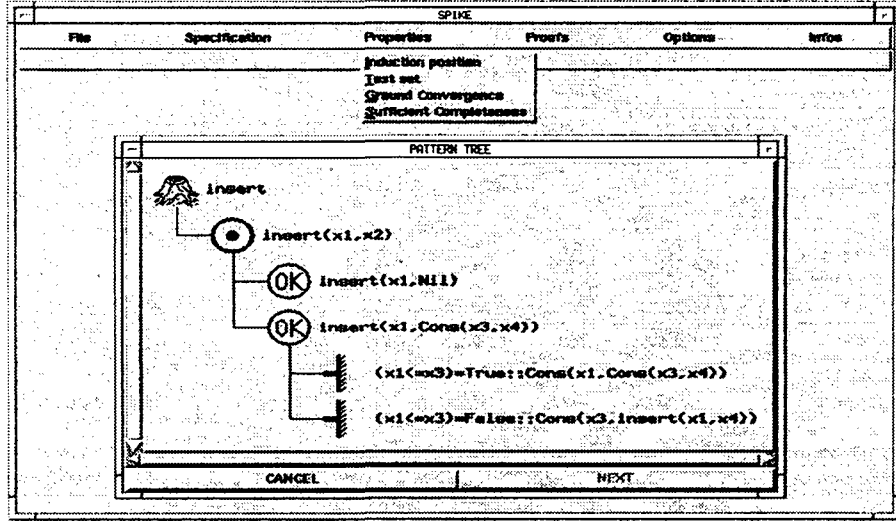 SPIKE
File Specification Properties Proofs Options Infos
Induction position
Test set
Ground Convergence
Sufficient Completeness
PATTERN TREE
insert
insert(x1,x2)
OK insert(x1,Nil)
OK insert(x1,Cons(x3,x4))
(x1<=x3)=True::Cons(x1,Cons(x3,x4))
(x1<=x3)=False::Cons(x3,insert(x1,x4))
CANCEL NEXT